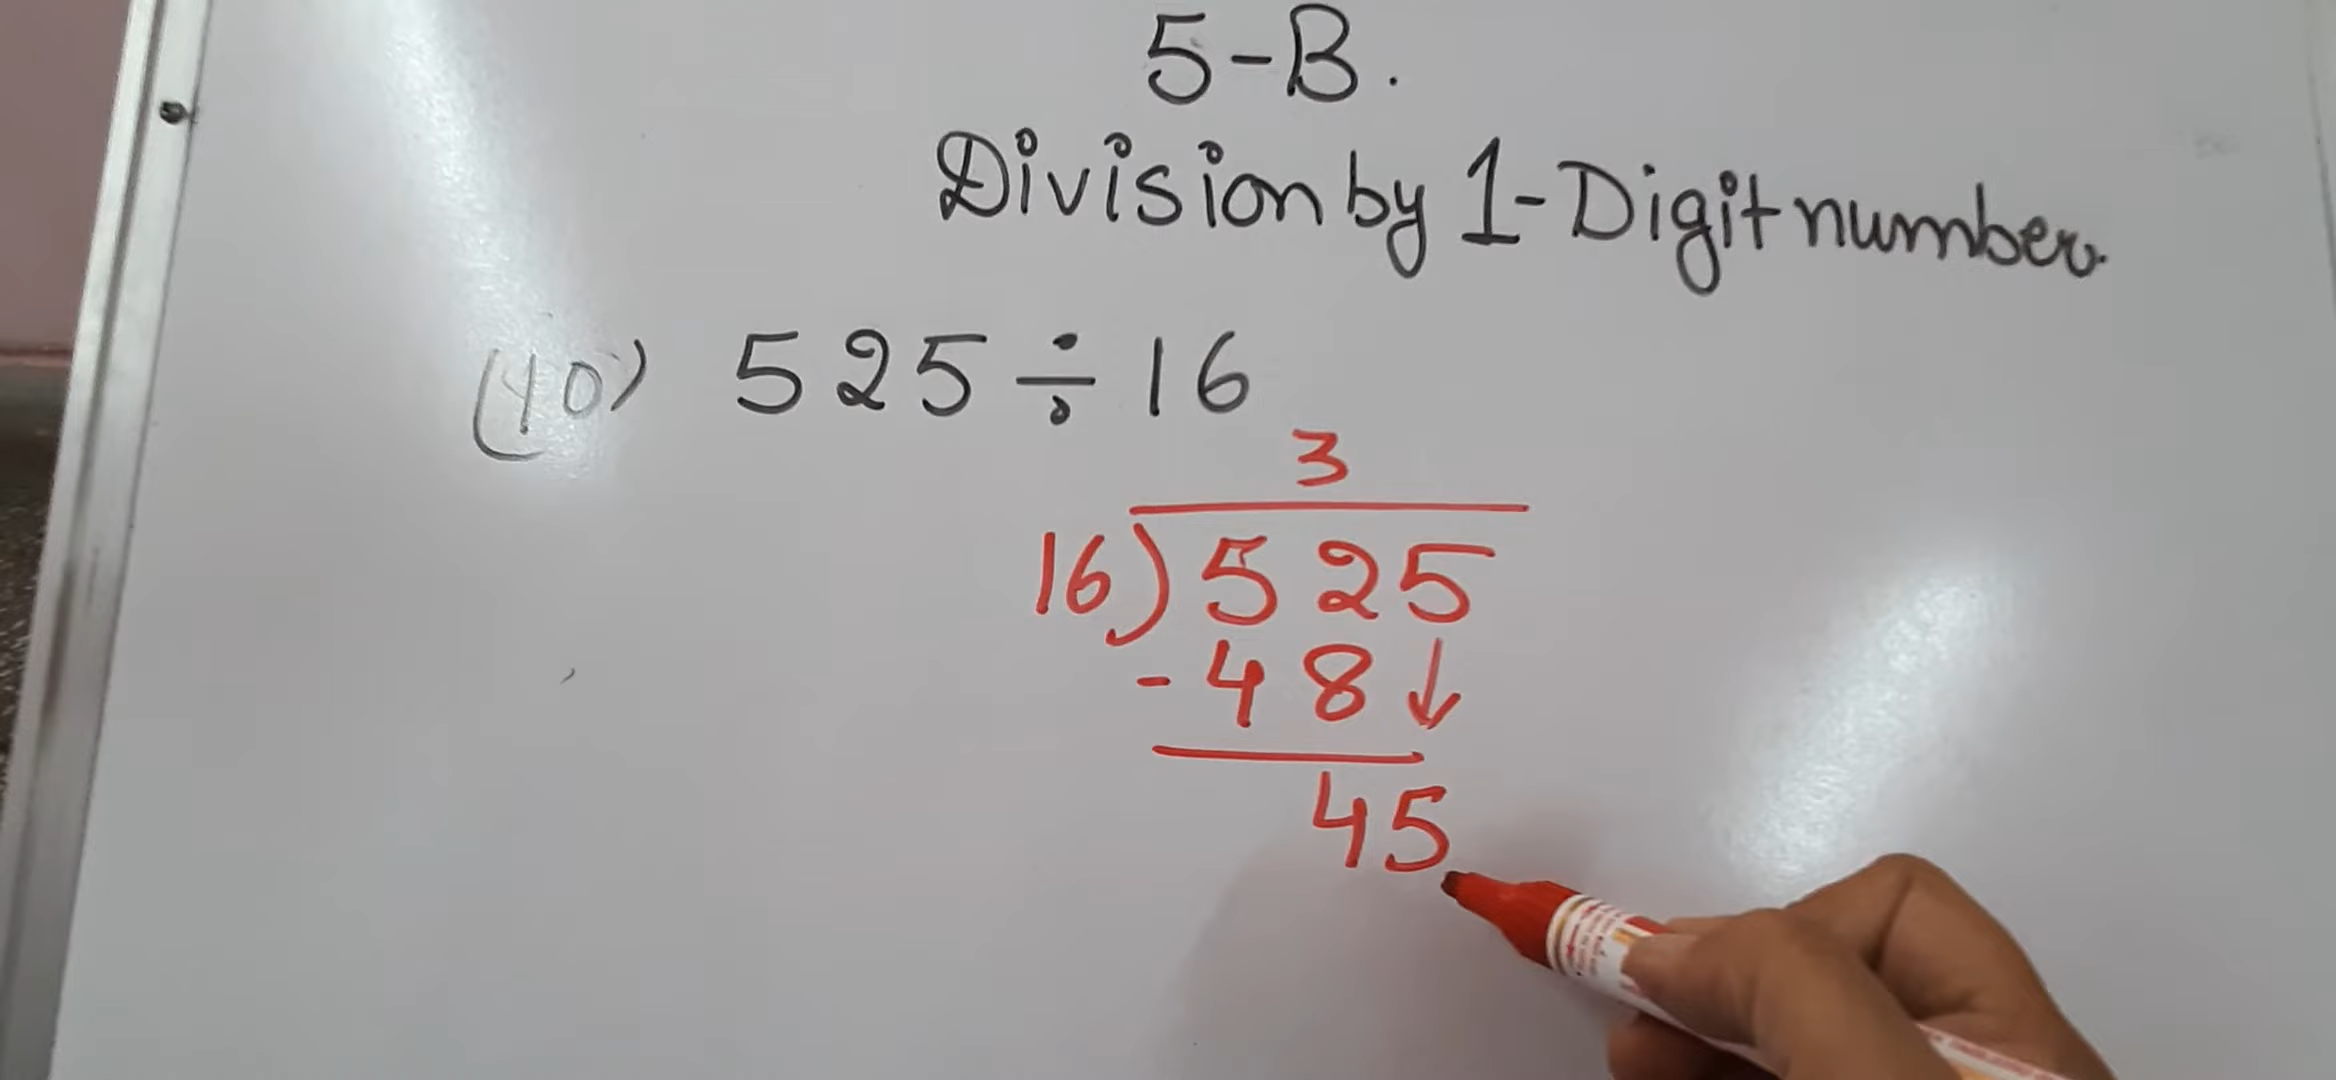 5-B.
Division by 1-Digit number.
(10) 525 ÷ 16
3
16)525
-48↓
45